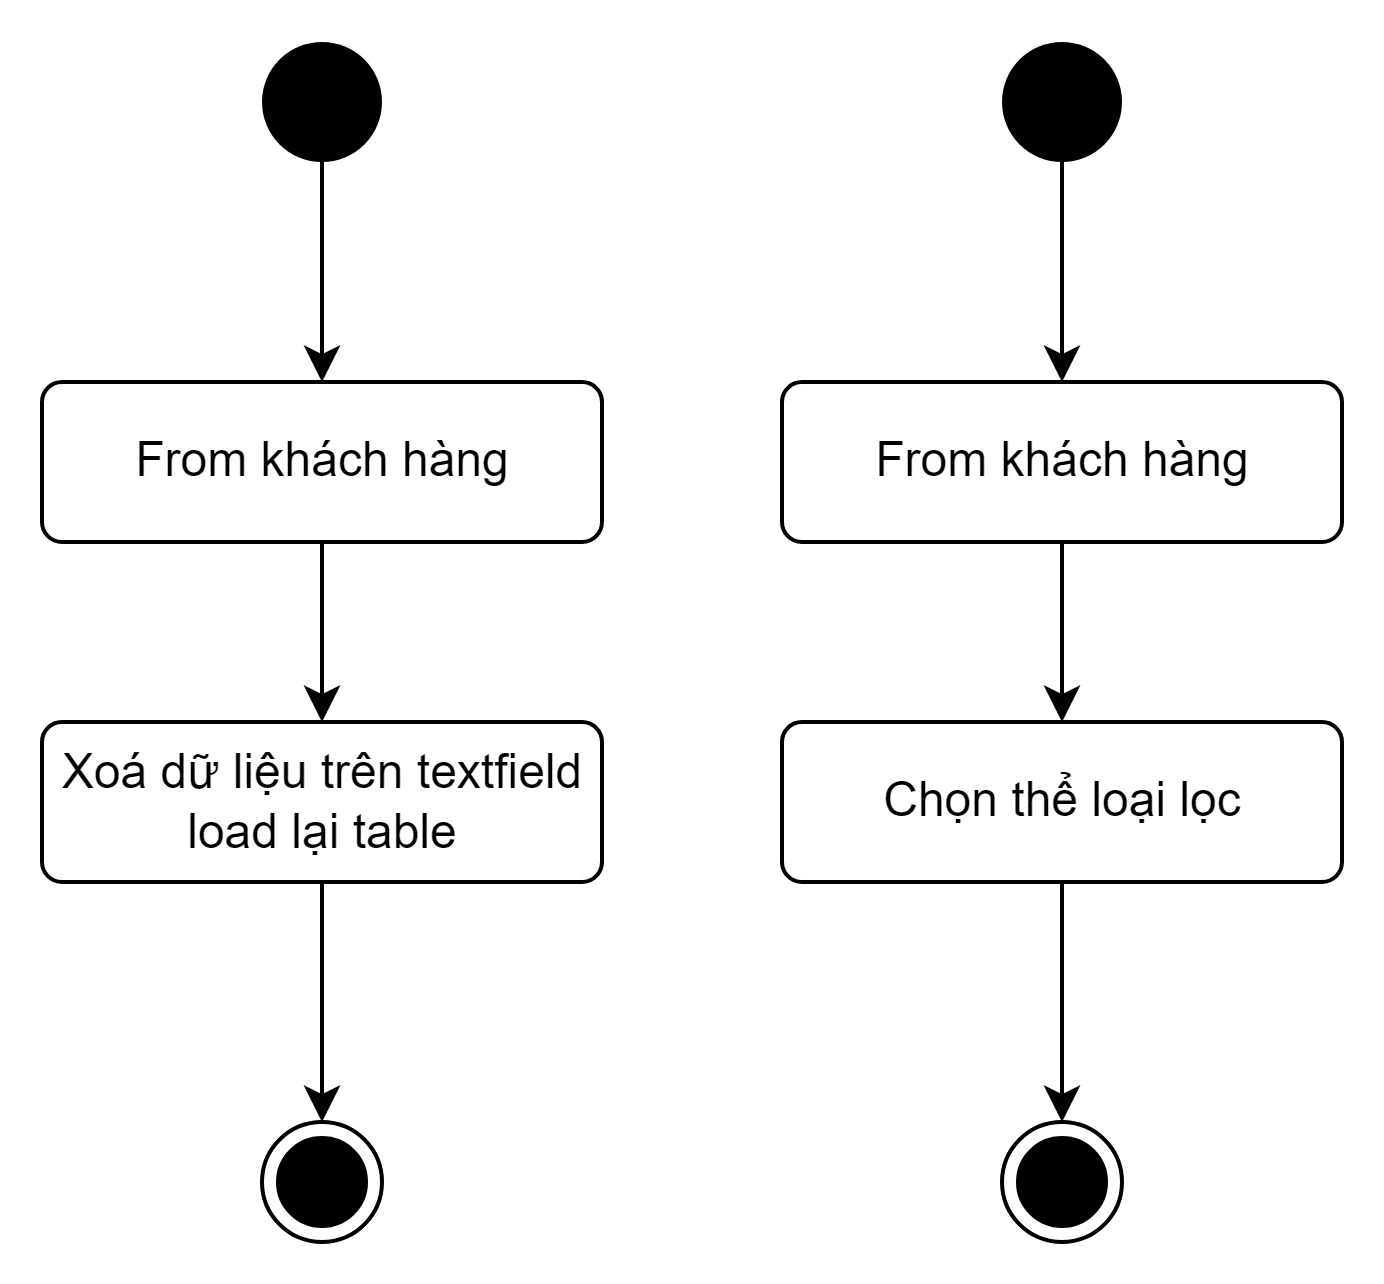 From khách hàng
Xoá dữ liệu trên textfield
load lại table
From khách hàng
Chọn thể loại lọc